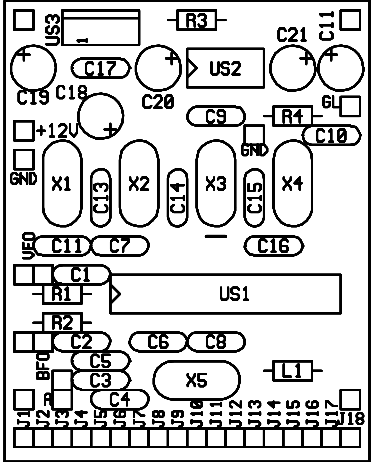 US3
1
R3
C11
C17
US2
C21
C19
C18
C20
GL
C9
R4
+12V
GND
C10
GND
X1
C13
X2
C14
X3
C15
X4
VFO
C11
C7
C16
C1
R1
US1
R2
C2
C6
C8
BFO
C5
C3
X5
L1
R
C4
J1 J2 J3 J4 J5 J6 J7 J8 J9 J10 J11 J12 J13 J14 J15 J16 J17 J18